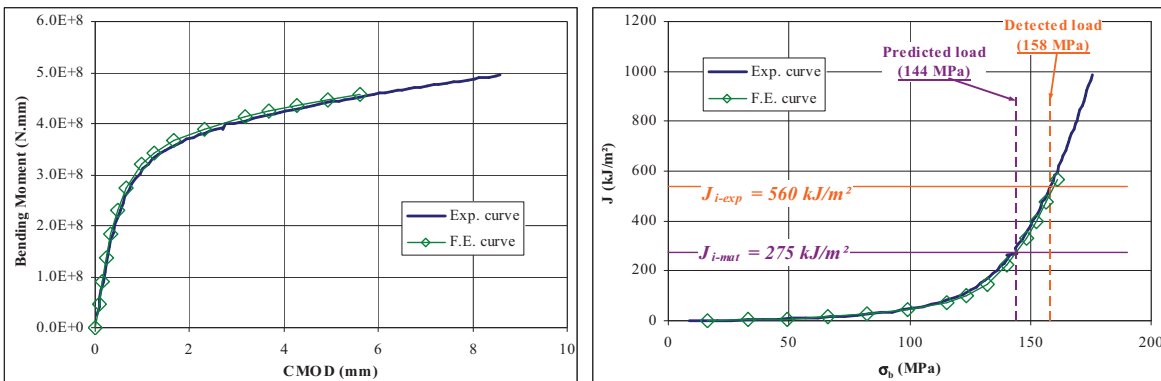 6.0E+8
5.0E+8
4.0E+8
3.0E+8
2.0E+8
1.0E+8
0.0E+0
Bending Moment (N.mm)
0 2 4 6 8 10
CMOD (mm)
Exp. curve
F.E. curve
Detected load
(158 MPa)
Predicted load
(144 MPa)
Exp. curve
F.E. curve
1200
1000
800
600
400
200
0
J (kJ/m²)
J i-exp = 560 kJ/m²
J i-mat = 275 kJ/m²
0 50 100 150 200
σb (MPa)